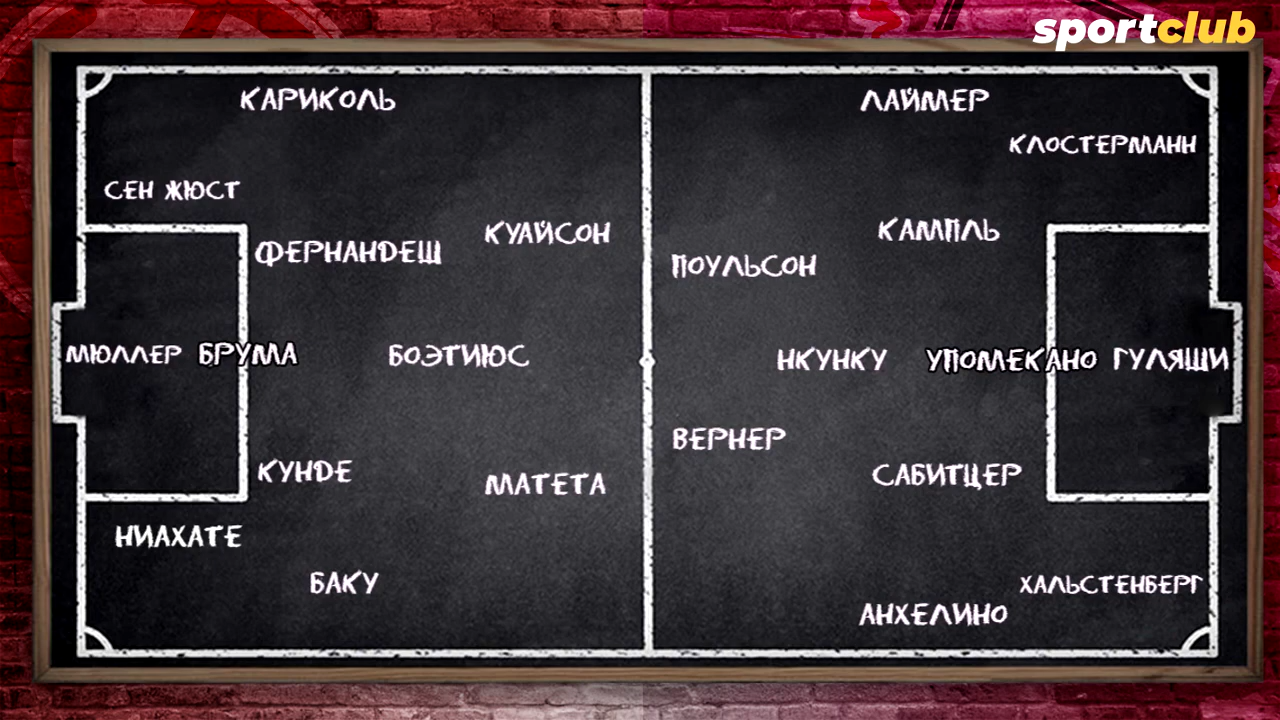 sportclub
КАРИКОЛЬ
СЕН ЖЮСТ
ФЕРНАНДЕШ
КУАЙСОН
МЮЛЛЕР
БРУМА
БОЭТИЮС
КУНДЕ
МАТЕТА
НИАХАТЕ
БАКУ
ЛАЙМЕР
КЛОСТЕРМАНН
КАМПЛЬ
ПОУЛЬСОН
НКУНКУ
УПОМЕКАНО
ГУЛЯШИ
ВЕРНЕР
САБИТЦЕР
ХАЛЬСТЕНБЕРГ
АНХЕЛИНО